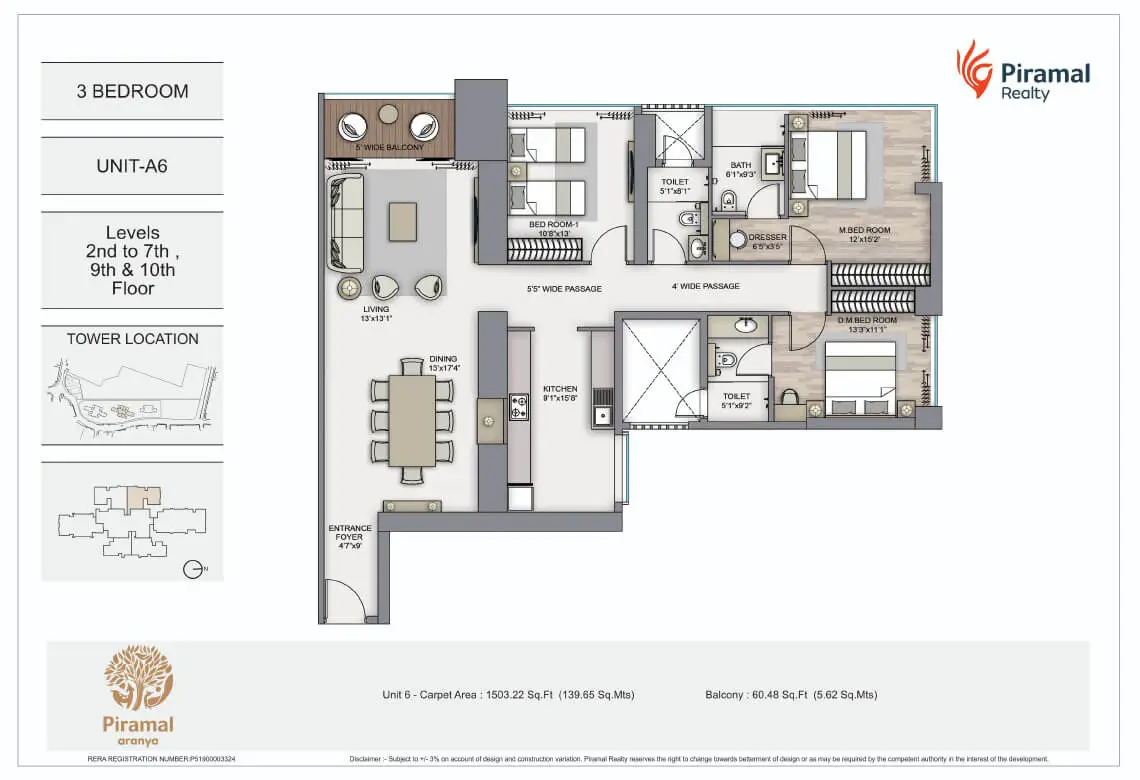 3 BEDROOM
UNIT-A6
Levels
2nd to 7th ,
9th & 10th
Floor
TOWER LOCATION
N
Piramal
Realty
5' WIDE BALCONY
BED ROOM-1
10'8"x13'
TOILET
5'1"x8'1"
BATH
6'1"x9'3"
DRESSER
6'5"x3'5"
M.BED ROOM
12'x15'2"
LIVING
13'x13'1"
5'5" WIDE PASSAGE
4' WIDE PASSAGE
D.M.BED ROOM
13'3"x11'1"
DINING
13'x17'4"
KITCHEN
9'1"x15'8"
TOILET
5'1"x9'2"
ENTRANCE
FOYER
4'7"x9'
Piramal
aranya
Unit 6 - Carpet Area : 1503.22 Sq.Ft (139.65 Sq.Mts)
Balcony : 60.48 Sq.Ft (5.62 Sq.Mts)
RERA REGISTRATION NUMBER:P51900003324
Disclaimer :- Subject to +/- 3% on account of design and construction variation. Piramal Realty reserves the right to change towards betterment of design or as may be required by the competent authority in the interest of the development.